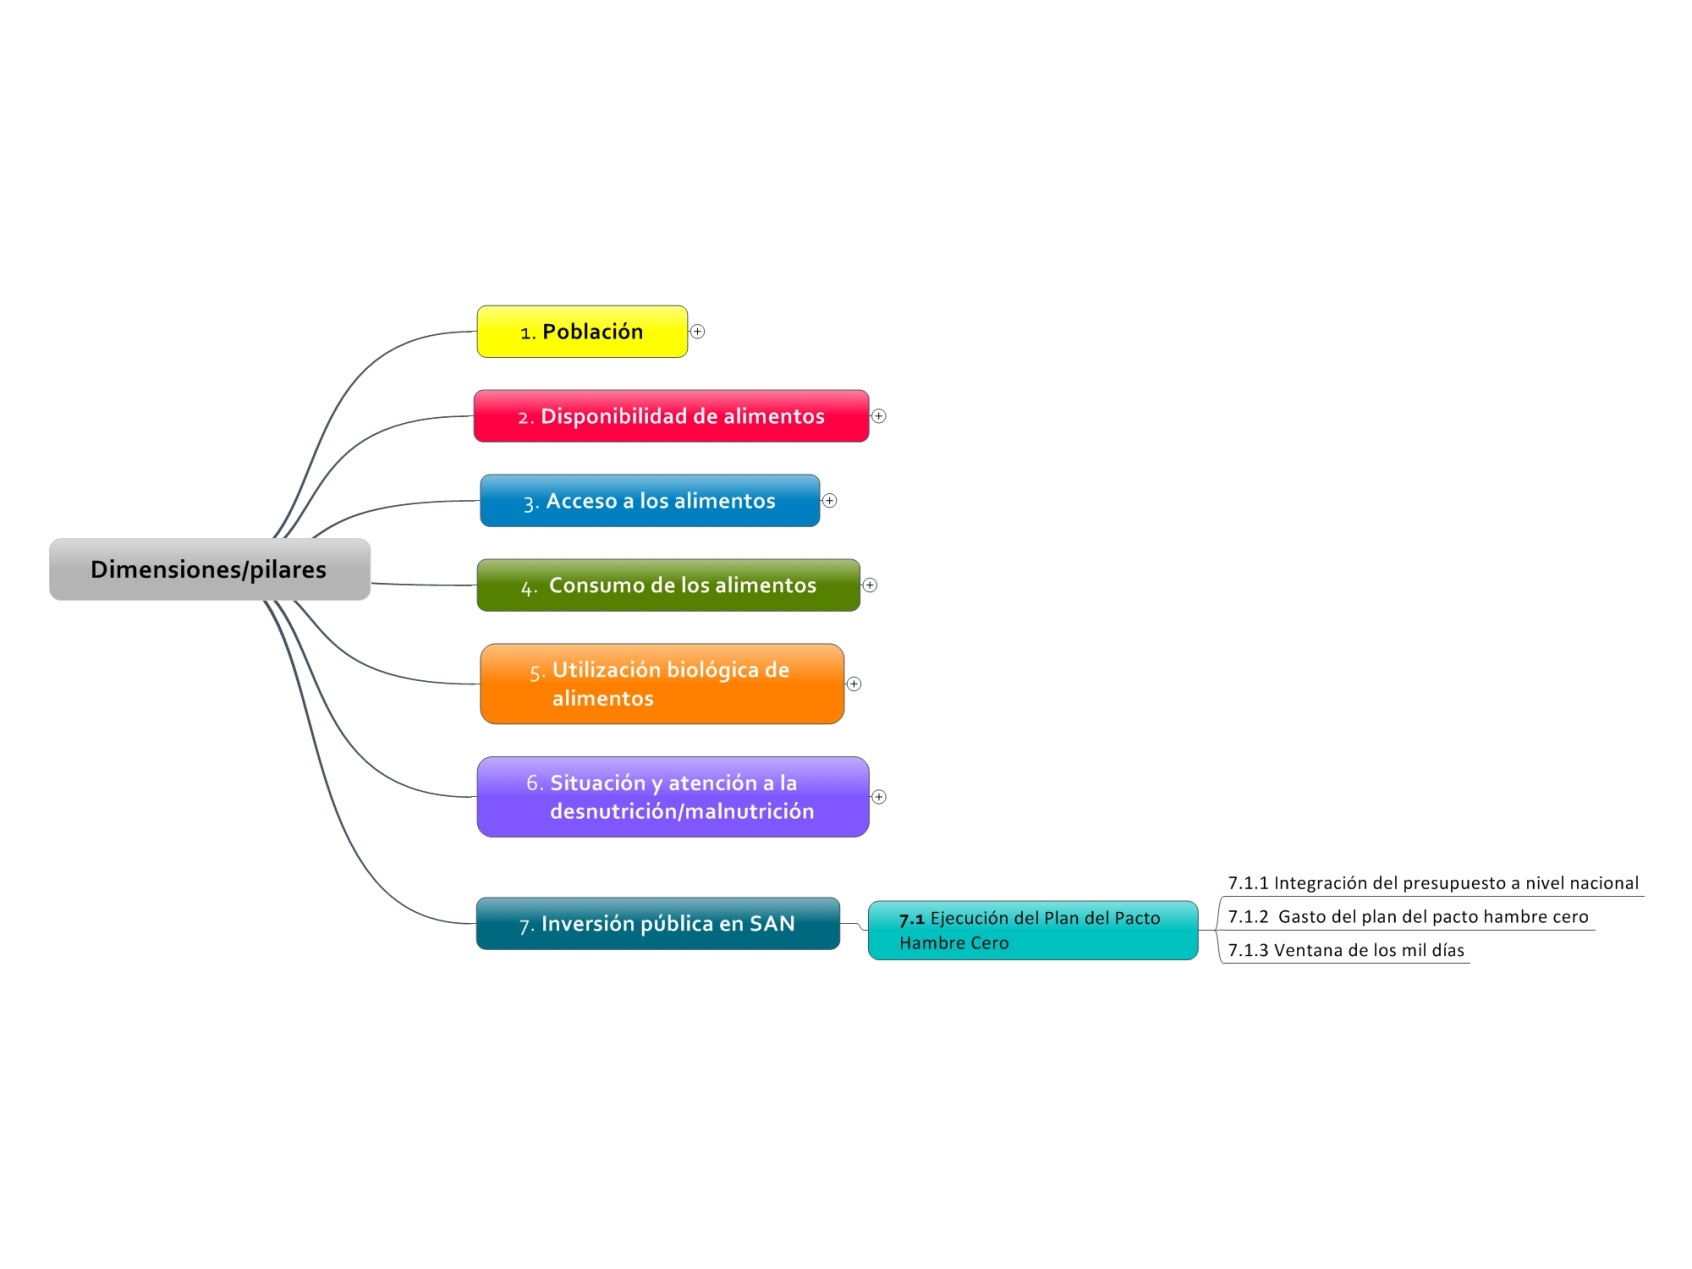 1. Población
2. Disponibilidad de alimentos
3. Acceso a los alimentos
Dimensiones/pilares
4. Consumo de los alimentos
5. Utilización biológica de
alimentos
6. Situación y atención a la
desnutrición/malnutrición
7. Inversión pública en SAN
7.1 Ejecución del Plan del Pacto
Hambre Cero
7.1.1 Integración del presupuesto a nivel nacional
7.1.2 Gasto del plan del pacto hambre cero
7.1.3 Ventana de los mil días